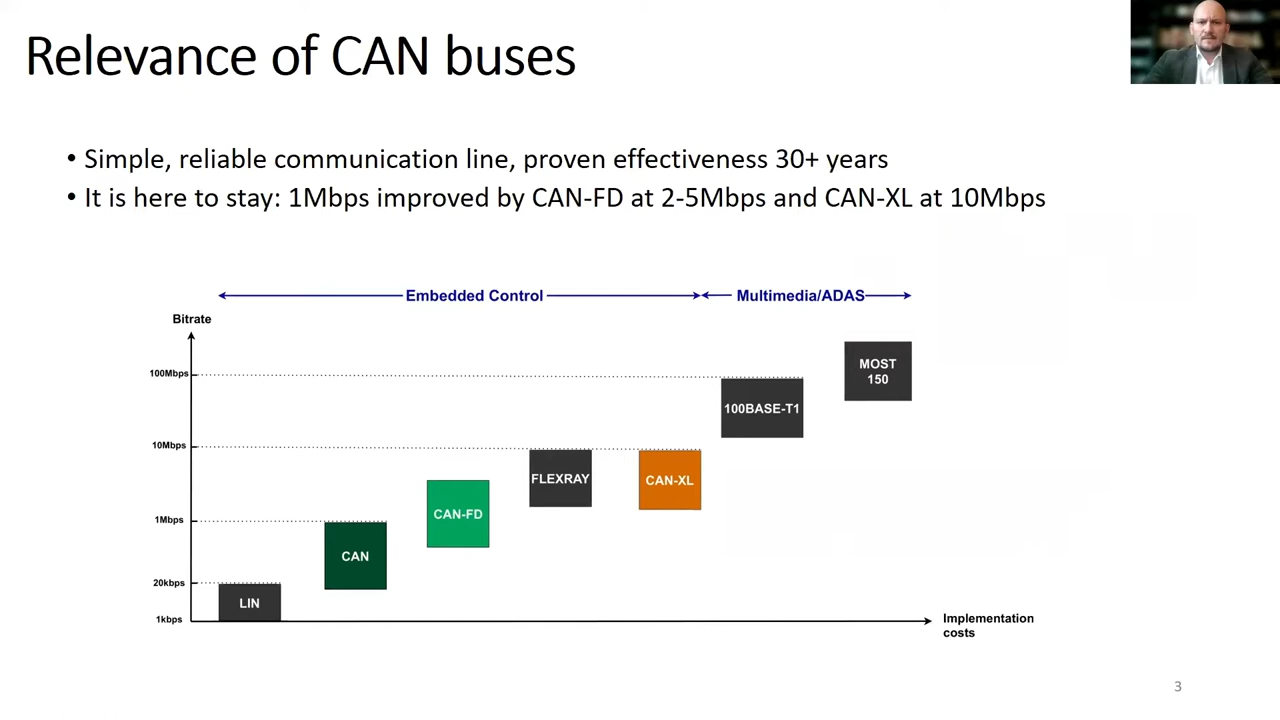 Relevance of CAN buses
• Simple, reliable communication line, proven effectiveness 30+ years
• It is here to stay: 1Mbps improved by CAN-FD at 2-5Mbps and CAN-XL at 10Mbps
Embedded Control
Multimedia/ADAS
Bitrate
100Mbps
10Mbps
1Mbps
20kbps
1kbps
LIN
CAN
CAN-FD
FLEXRAY
CAN-XL
100BASE-T1
MOST
150
Implementation
costs
3